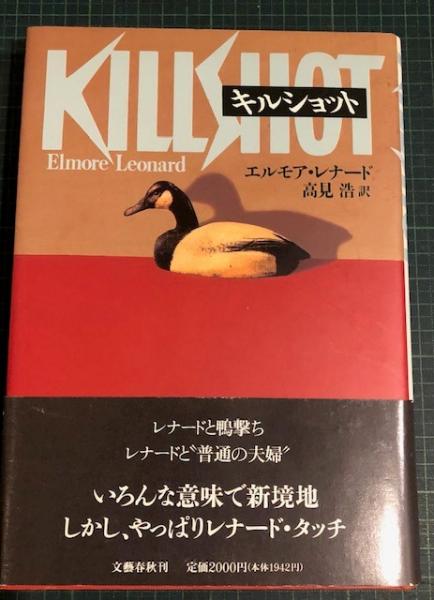 KILLSHOT
キルショット
Elmore Leonard
エルモア・レナード
高見 浩 訳
レナードと鴨撃ち
レナードと〝普通の夫婦〟
いろんな意味で新境地
しかし、やっぱりレナード・タッチ
文藝春秋刊 定価2000円(本体1942円)